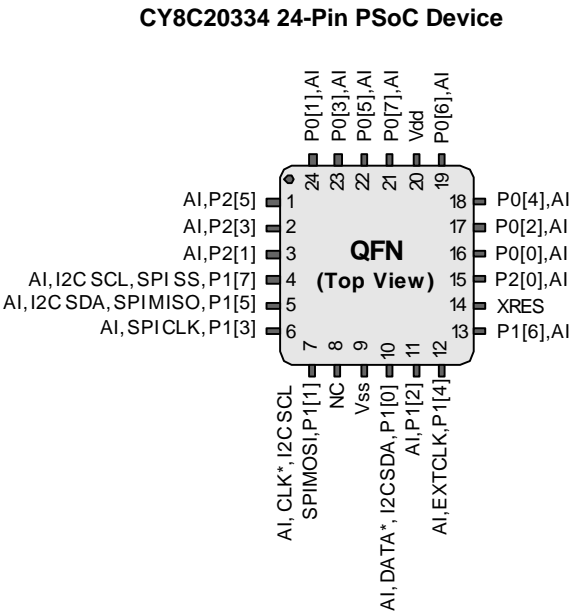 CY8C20334 24-Pin PSoC Device
P0[1],AI
P0[3],AI
P0[5],AI
P0[7],AI
Vdd
P0[6],AI
24
23
22
21
20
19
AI,P2[5]
1
AI,P2[3]
2
AI,P2[1]
3
AI,I2C SCL,SPI SS,P1[7]
4
AI,I2C SDA,SPIMISO,P1[5]
5
AI,SPICLK,P1[3]
6
QFN
(Top View)
18
P0[4],AI
17
P0[2],AI
16
P0[0],AI
15
P2[0],AI
14
XRES
13
P1[6],AI
7
8
9
10
11
12
AI, CLK*, I2C SCL
SPIMOSI,P1[1]
NC
Vss
AI, DATA*, I2CSDA,P1[0]
AI,P1[2]
AI,EXTCLK,P1[4]